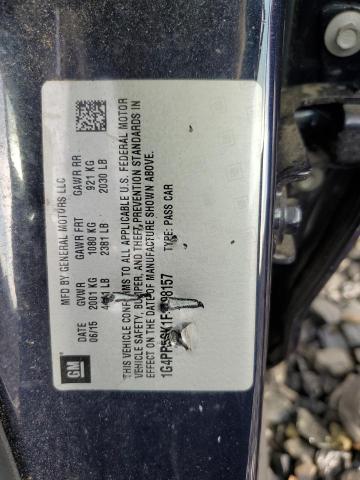 MFD BY GENERAL MOTORS LLC
DATE GVWR GAWR FRT GAWR RR
06/15 2001 KG 1080 KG 921 KG
LB 2381 LB 2030 LB
THIS VEHICLE CONFORMS TO ALL APPLICABLE U.S. FEDERAL MOTOR
VEHICLE SAFETY, BUMPER, AND THEFT PREVENTION STANDARDS IN
EFFECT ON THE DATE OF MANUFACTURE SHOWN ABOVE.
TYPE: PASS CAR
GM